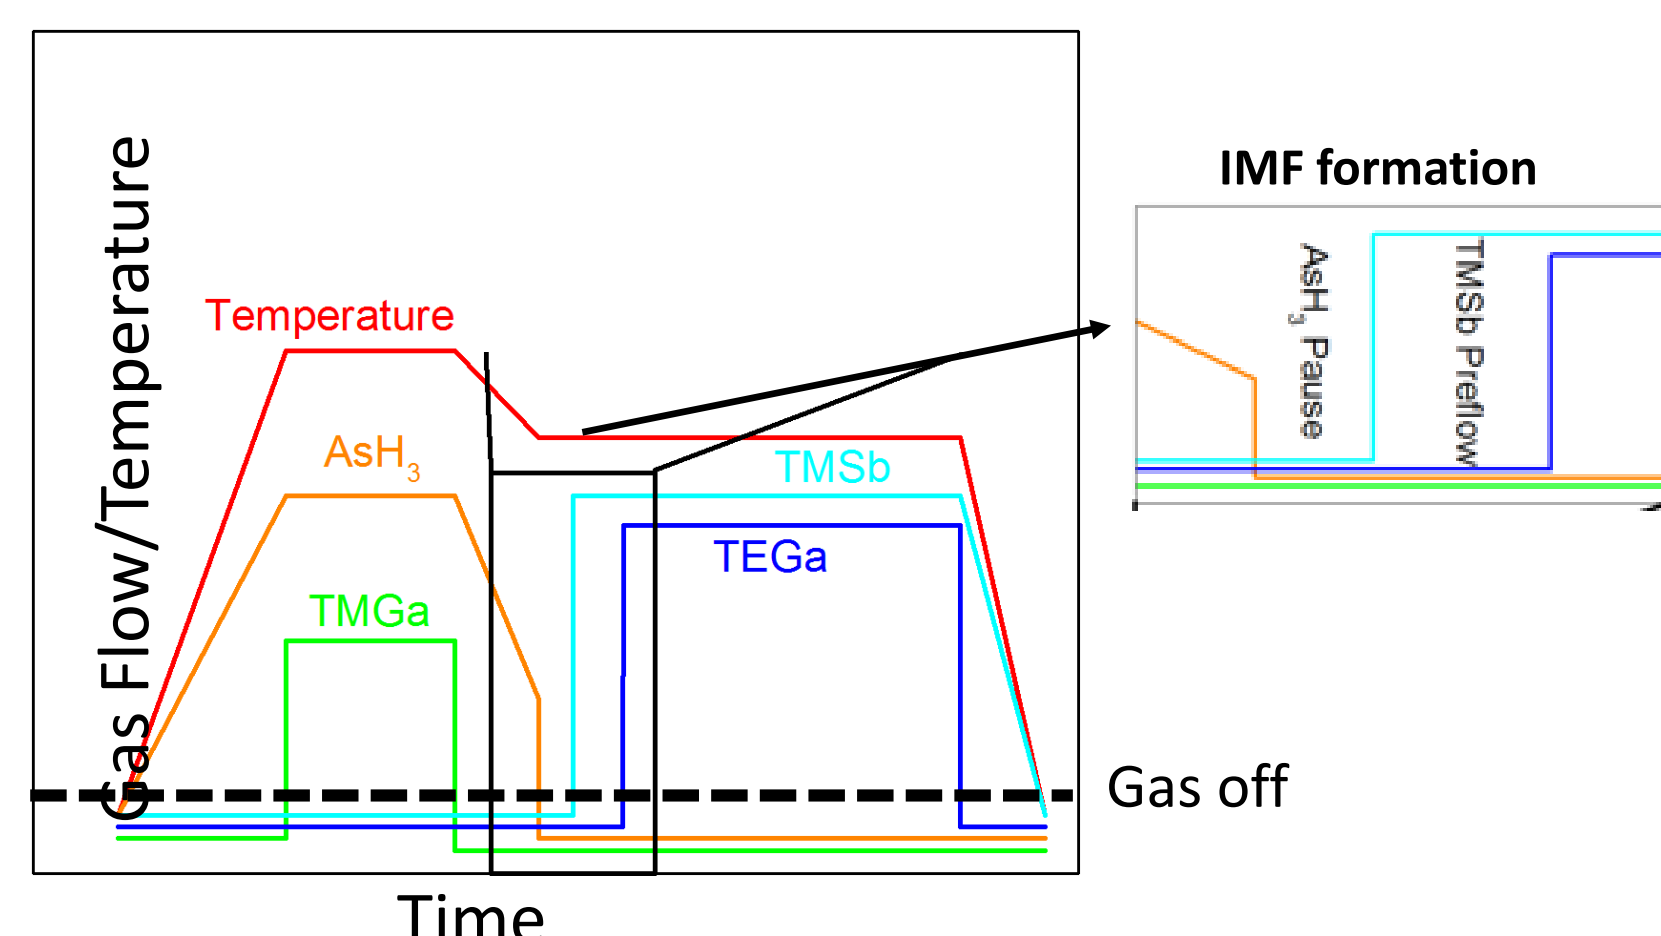 Gas Flow/Temperature
Temperature
AsH₃
TMGa
TMSb
TEGa
Time
Gas off
IMF formation
AsH₃ Pause
TMSb Preflow